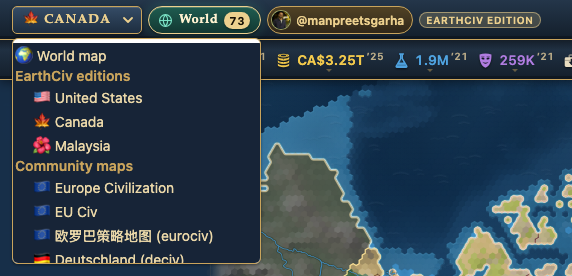 CANADA
World 73
@manpreetsgarha
EARTHCIV EDITION
World map
CA$3.25T '25
1.9M '21
259K '21
EarthCiv editions
United States
Canada
Malaysia
Community maps
Europe Civilization
EU Civ
欧罗巴策略地图 (eurociv)
Deutschland (deciv)